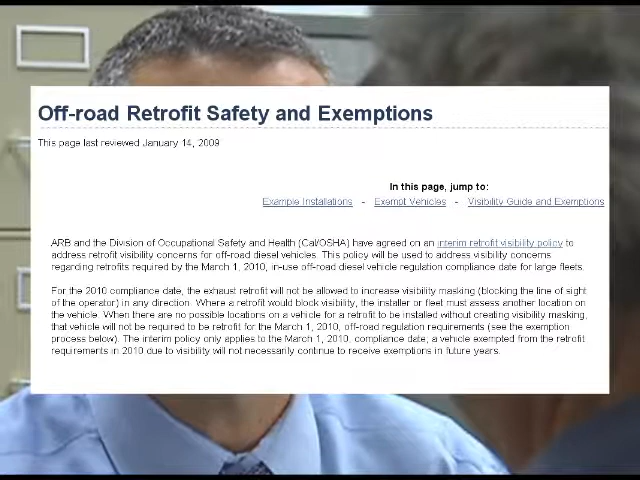 Off-road Retrofit Safety and Exemptions
This page last reviewed January 14, 2009
In this page, jump to:
Example Installations - Exempt Vehicles - Visibility Guide and Exemptions
ARB and the Division of Occupational Safety and Health (Cal/OSHA) have agreed on an interim retrofit visibility policy to
address retrofit visibility concerns for off-road diesel vehicles. This policy will be used to address visibility concerns
regarding retrofits required by the March 1, 2010, in-use off-road diesel vehicle regulation compliance date for large fleets.
For the 2010 compliance date, the exhaust retrofit will not be allowed to increase visibility masking (blocking the line of sight
of the operator) in any direction. Where a retrofit would block visibility, the installer or fleet must assess another location on
the vehicle. When there are no possible locations on a vehicle for a retrofit to be installed without creating visibility masking,
that vehicle will not be required to be retrofit for the March 1, 2010, off-road regulation requirements (see the exemption
process below). The interim policy only applies to the March 1, 2010, compliance date; a vehicle exempted from the retrofit
requirements in 2010 due to visibility will not necessarily continue to receive exemptions in future years.